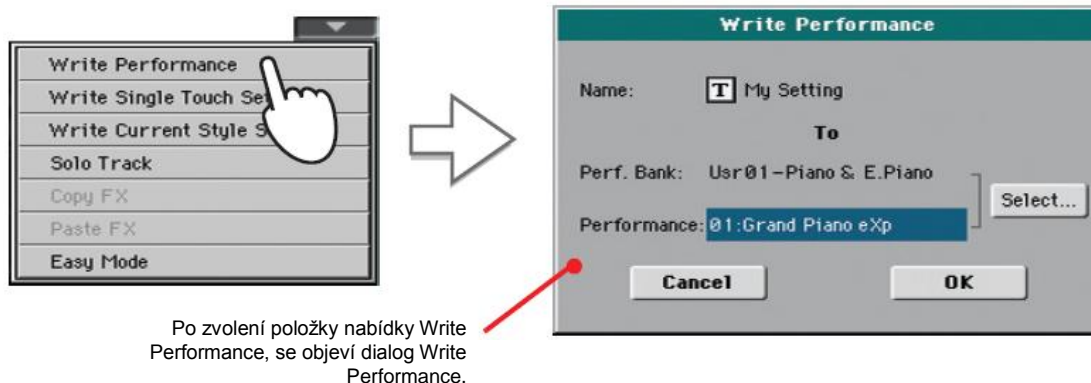 Write Performance
Write Single Touch
Write Current Style
Solo Track
Copy FX
Paste FX
Easy Mode
Write Performance
Name: T My Setting
To
Perf. Bank: Usr01-Piano & E.Piano
Select...
Performance: 01:Grand Piano eXp
Cancel OK
Po zvolení položky nabídky Write
Performance, se objeví dialog Write
Performance.